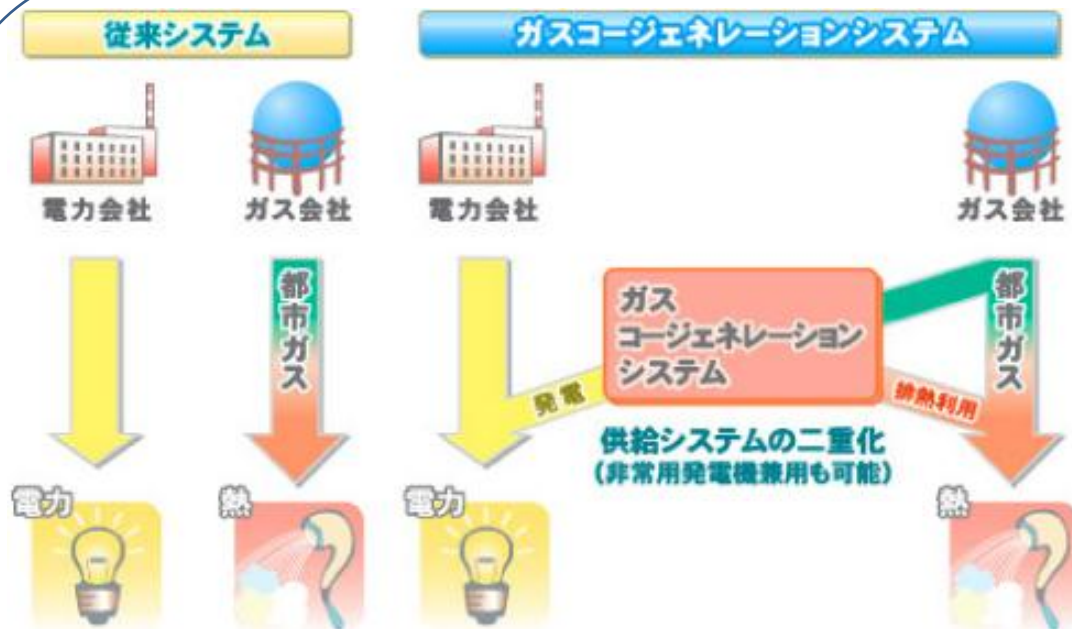 従来システム
ガスコージェネレーションシステム
電力会社
ガス会社
電力会社
ガス会社
都市ガス
ガス
コージェネレーション
システム
都市ガス
発電
排熱利用
供給システムの二重化
（非常用発電機兼用も可能）
電力
熱
電力
熱